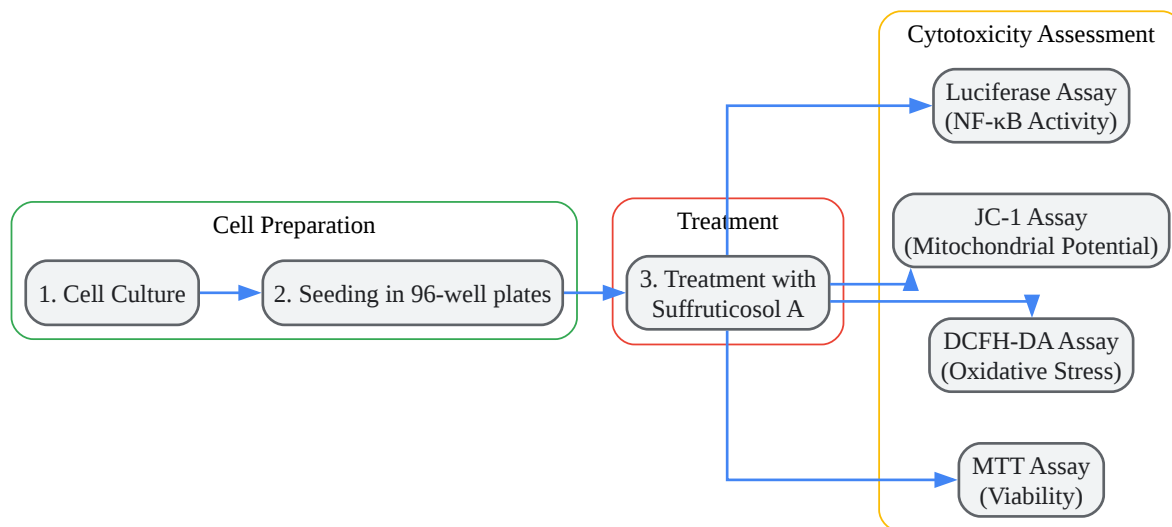 Cytotoxicity Assessment
Luciferase Assay
(NF-κB Activity)
Cell Preparation
Treatment
JC-1 Assay
(Mitochondrial Potential)
1. Cell Culture
2. Seeding in 96-well plates
3. Treatment with
Suffruticosol A
DCFH-DA Assay
(Oxidative Stress)
MTT Assay
(Viability)